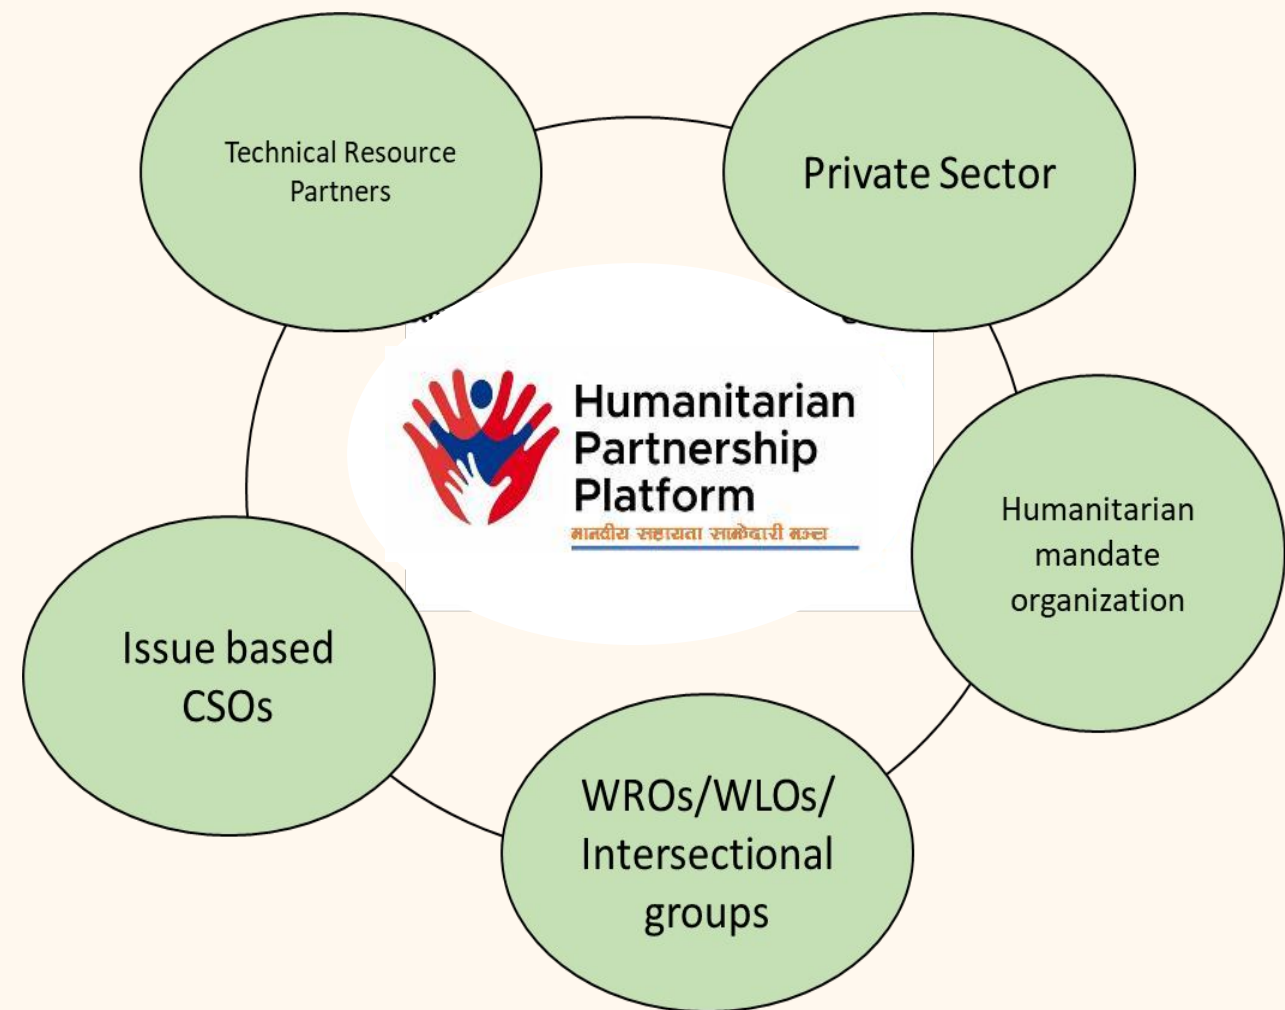 Technical Resource
Partners
Private Sector
Humanitarian
Partnership
Platform
मानवीय सहायता साझेदारी मञ्च
Humanitarian
mandate
organization
Issue based
CSOs
WROs/WLOs/
Intersectional
groups